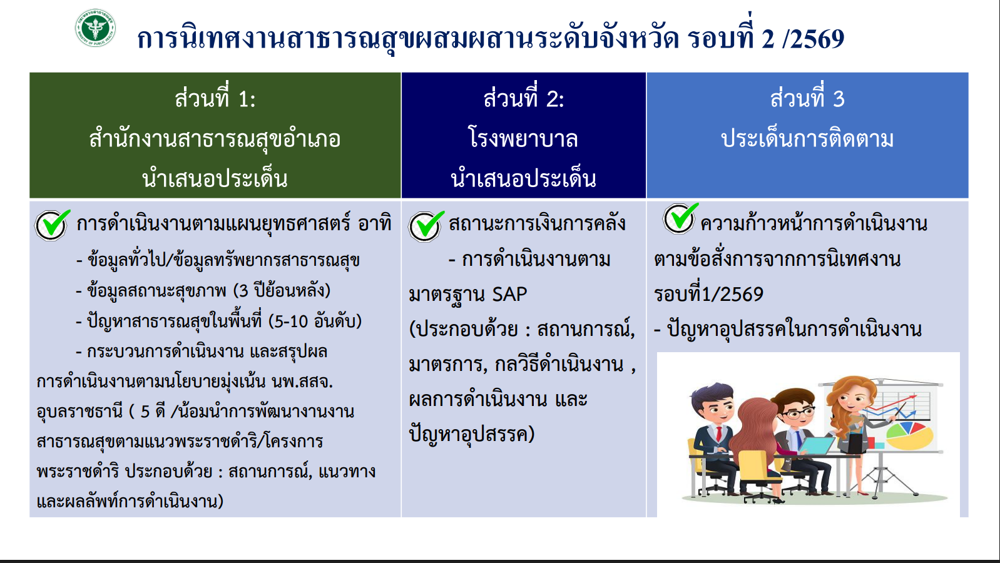 กระทรวงสาธารณสุข
MINISTRY OF PUBLIC HEALTH
การนิเทศงานสาธารณสุขผสมผสานระดับจังหวัด รอบที่ 2 /2569
ส่วนที่ 1:
สำนักงานสาธารณสุขอำเภอ
นำเสนอประเด็น
ส่วนที่ 2:
โรงพยาบาล
นำเสนอประเด็น
ส่วนที่ 3
ประเด็นการติดตาม
การดำเนินงานตามแผนยุทธศาสตร์ อาทิ
- ข้อมูลทั่วไป/ข้อมูลทรัพยากรสาธารณสุข
- ข้อมูลสถานะสุขภาพ (3 ปีย้อนหลัง)
- ปัญหาสาธารณสุขในพื้นที่ (5-10 อันดับ)
- กระบวนการดำเนินงาน และสรุปผล
การดำเนินงานตามนโยบายมุ่งเน้น นพ.สสจ.
อุบลราชธานี ( 5 ดี /น้อมนำการพัฒนางานงาน
สาธารณสุขตามแนวพระราชดำริ/โครงการ
พระราชดำริ ประกอบด้วย : สถานการณ์, แนวทาง
และผลลัพท์การดำเนินงาน)
สถานะการเงินการคลัง
- การดำเนินงานตาม
มาตรฐาน SAP
(ประกอบด้วย : สถานการณ์,
มาตรการ, กลวิธีดำเนินงาน ,
ผลการดำเนินงาน และ
ปัญหาอุปสรรค)
ความก้าวหน้าการดำเนินงาน
ตามข้อสั่งการจากการนิเทศงาน
รอบที่1/2569
- ปัญหาอุปสรรคในการดำเนินงาน